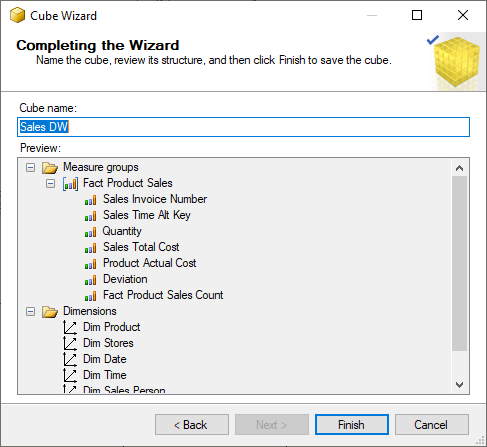 Cube Wizard
Completing the Wizard
Name the cube, review its structure, and then click Finish to save the cube.
Cube name:
Sales DW
Preview:
Measure groups
Fact Product Sales
Sales Invoice Number
Sales Time Alt Key
Quantity
Sales Total Cost
Product Actual Cost
Deviation
Fact Product Sales Count
Dimensions
Dim Product
Dim Stores
Dim Date
Dim Time
Dim Sales Person
< Back
Next >
Finish
Cancel